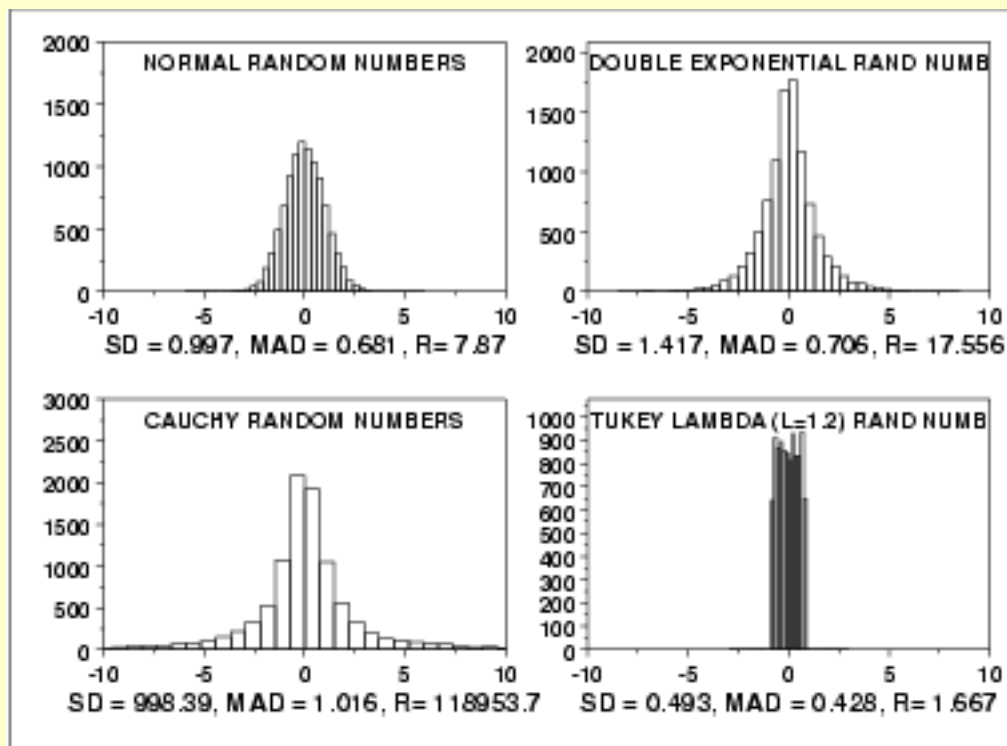 NORMAL RANDOM NUMBERS
2000
1500
1000
500
0
-10 -5 0 5 10
SD = 0.997, MAD = 0.681, R= 7.87
DOUBLE EXPONENTIAL RAND NUMB
2000
1500
1000
500
0
-10 -5 0 5 10
SD = 1.417, MAD = 0.706, R= 17.556
CAUCHY RANDOM NUMBERS
3000
2500
2000
1500
1000
500
0
-10 -5 0 5 10
SD = 998.39, MAD = 1.016, R= 118953.7
TUKEY LAMBDA (L=1.2) RAND NUMB
1000
900
800
700
600
500
400
300
200
100
0
-10 -5 0 5 10
SD = 0.493, MAD = 0.428, R= 1.667